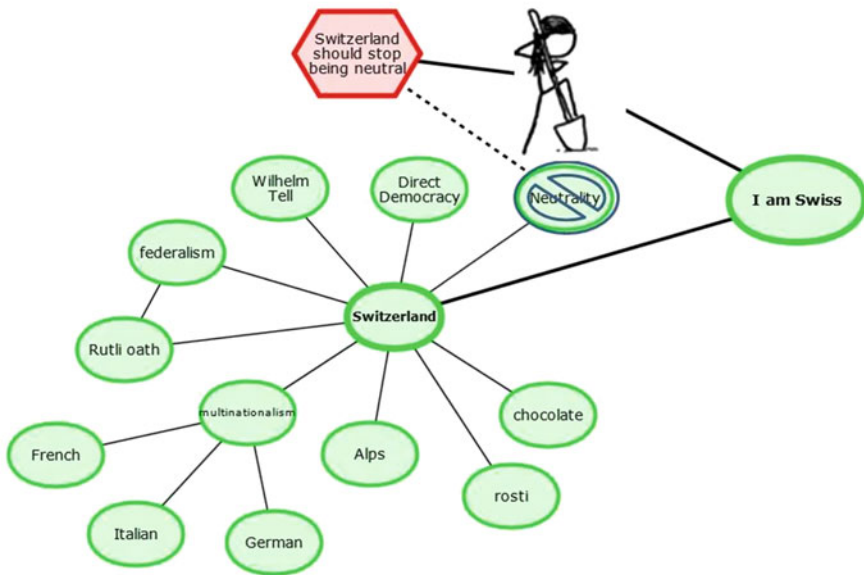 Switzerland
should stop
being neutral
Wilhelm
Tell
Direct
Democracy
Neutrality
I am Swiss
federalism
Switzerland
Rutli oath
multinationalism
chocolate
French
Alps
rosti
Italian
German